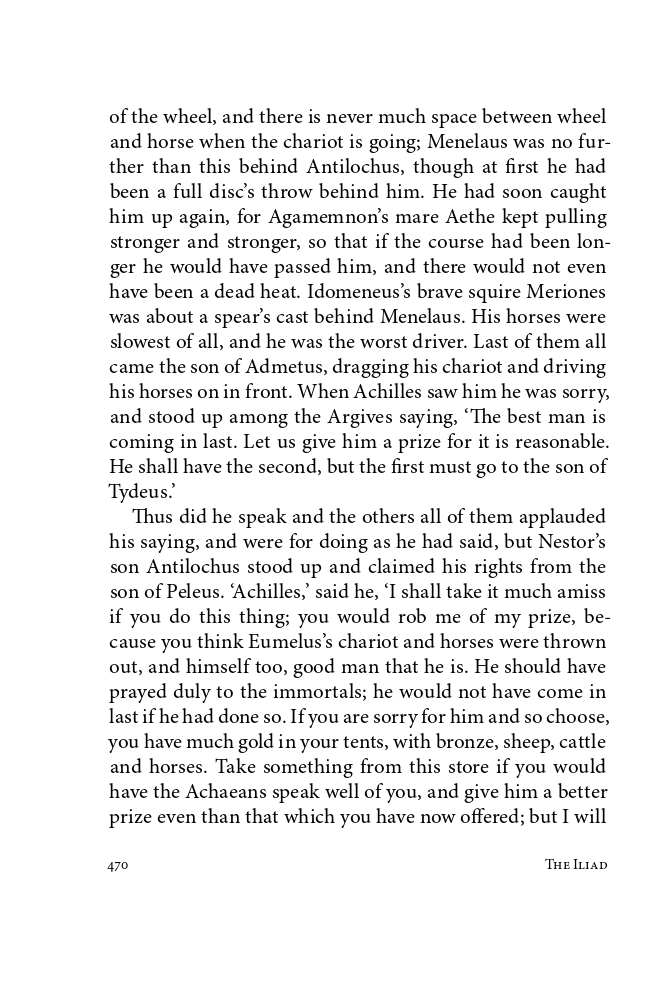 of the wheel, and there is never much space between wheel
and horse when the chariot is going; Menelaus was no fur-
ther than this behind Antilochus, though at first he had
been a full disc’s throw behind him. He had soon caught
him up again, for Agamemnon’s mare Aethe kept pulling
stronger and stronger, so that if the course had been lon-
ger he would have passed him, and there would not even
have been a dead heat. Idomeneus’s brave squire Meriones
was about a spear’s cast behind Menelaus. His horses were
slowest of all, and he was the worst driver. Last of them all
came the son of Admetus, dragging his chariot and driving
his horses on in front. When Achilles saw him he was sorry,
and stood up among the Argives saying, ‘The best man is
coming in last. Let us give him a prize for it is reasonable.
He shall have the second, but the first must go to the son of
Tydeus.’
Thus did he speak and the others all of them applauded
his saying, and were for doing as he had said, but Nestor’s
son Antilochus stood up and claimed his rights from the
son of Peleus. ‘Achilles,’ said he, ‘I shall take it much amiss
if you do this thing; you would rob me of my prize, be-
cause you think Eumelus’s chariot and horses were thrown
out, and himself too, good man that he is. He should have
prayed duly to the immortals; he would not have come in
last if he had done so. If you are sorry for him and so choose,
you have much gold in your tents, with bronze, sheep, cattle
and horses. Take something from this store if you would
have the Achaeans speak well of you, and give him a better
prize even than that which you have now offered; but I will
470 The Iliad